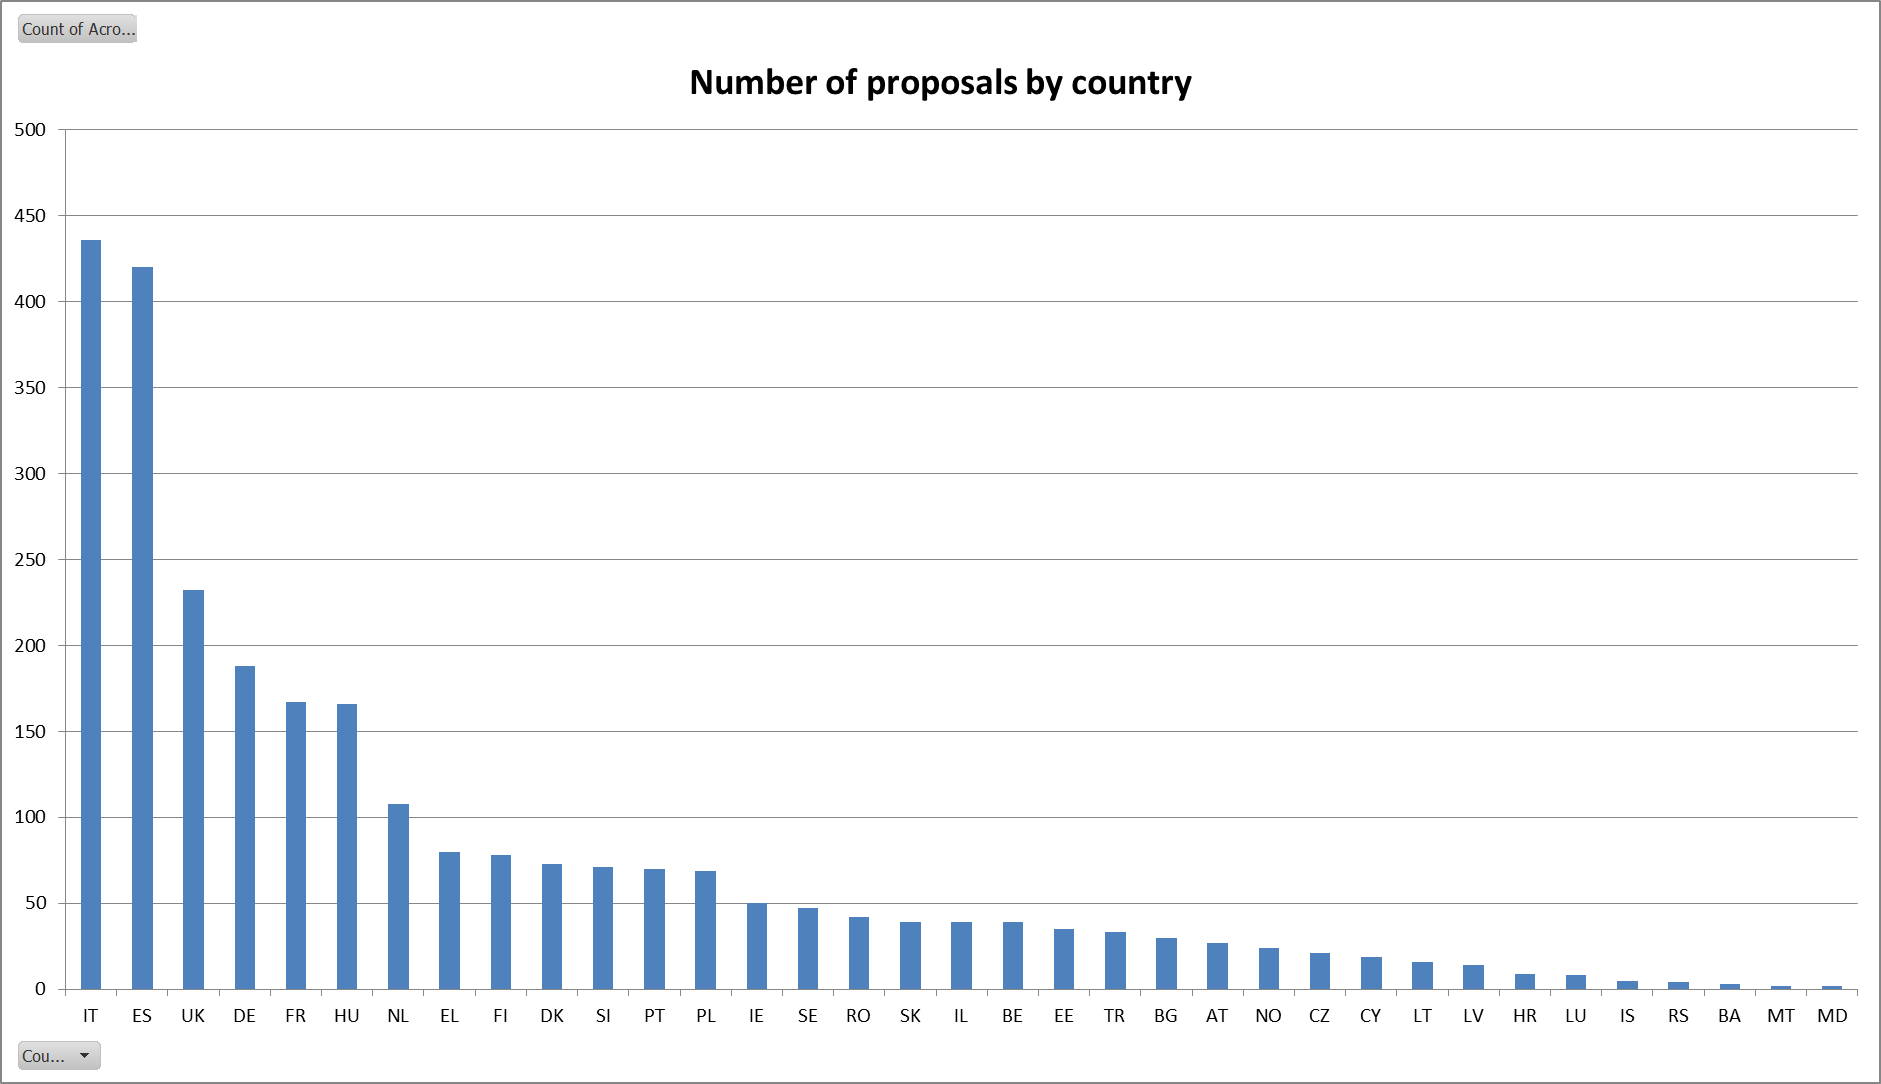 Count of Acro...
Number of proposals by country
500
450
400
350
300
250
200
150
100
50
0
IT ES UK DE FR HU NL EL FI DK SI PT PL IE SE RO SK IL BE EE TR BG AT NO CZ CY LT LV HR LU IS RS BA MT MD
Cou...